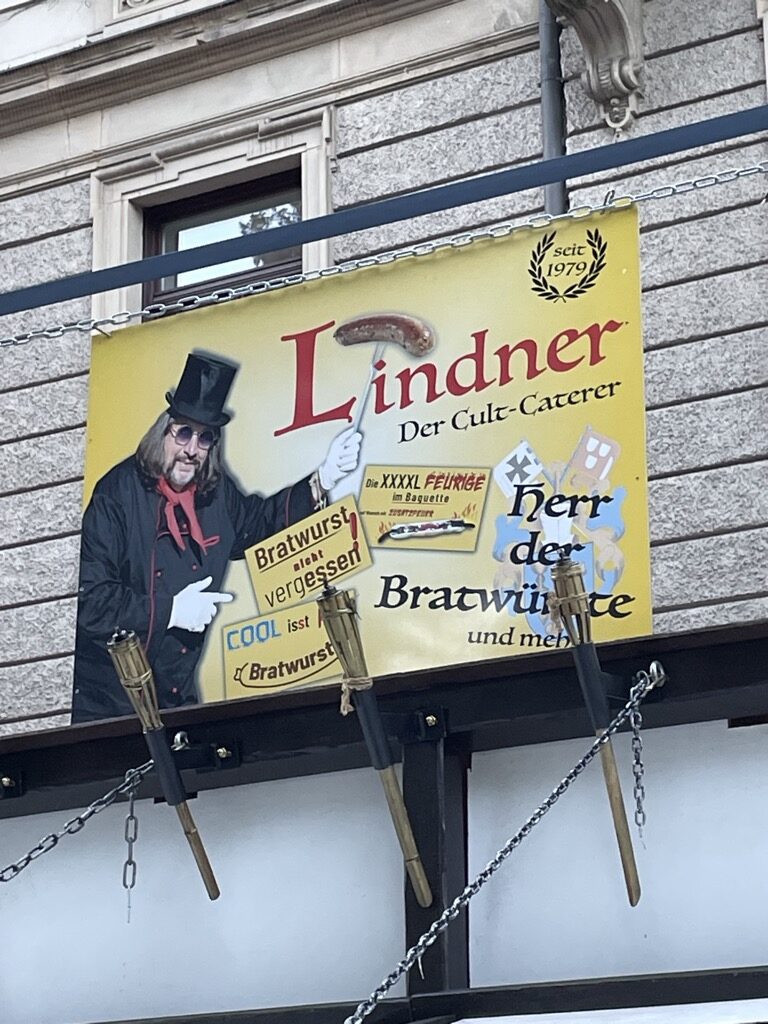 seit
1979
Lindner
Der Cult-Caterer
Die XXXXL FEURIGE
im Baguette
ZUSATZFEUER
Bratwurst!
nicht
vergessen
Herr
der
und mehr
COOL isst
Bratwurst